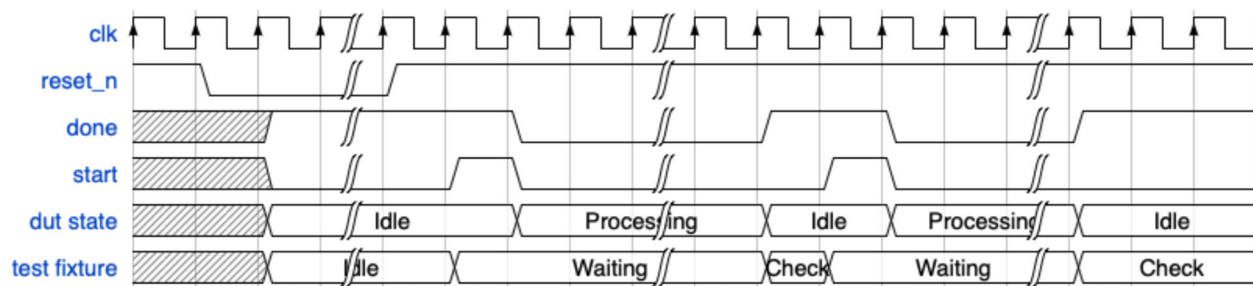 clk
reset_n
done
start
dut state Idle Processing Idle Processing Idle
test fixture Idle Waiting Check Waiting Check